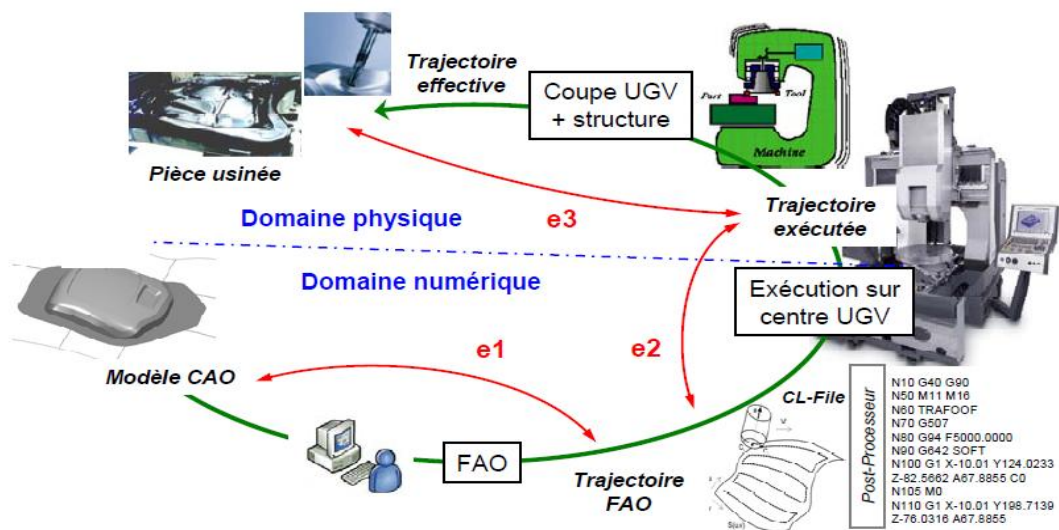 Trajectoire
effective
Coupe UGV
+ structure
Part
Tool
Machine
Pièce usinée
Domaine physique
e3
Trajectoire
exécutée
Domaine numérique
Exécution sur
centre UGV
e1
e2
Modèle CAO
CL-File
FAO
Trajectoire
FAO
Post-Processeur
N10 G40 G90
N50 M11 M16
N60 TRAFOOF
N70 G507
N80 G94 F5000.0000
N90 G642 SOFT
N100 G1 X-10.01 Y124.0233
Z-82.5662 A67.8855 C0
N105 M0
N110 G1 X-10.01 Y198.7139
Z-76.0316 A67.8855